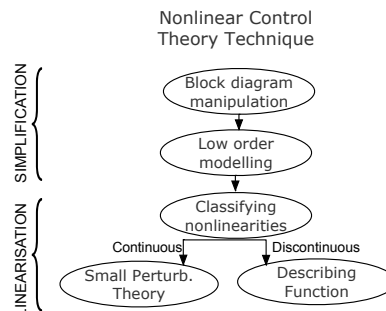 Nonlinear Control
Theory Technique
SIMPLIFICATION
Block diagram
manipulation
Low order
modelling
LINEARISATION
Classifying
nonlinearities
Continuous
Discontinuous
Small Perturb.
Theory
Describing
Function